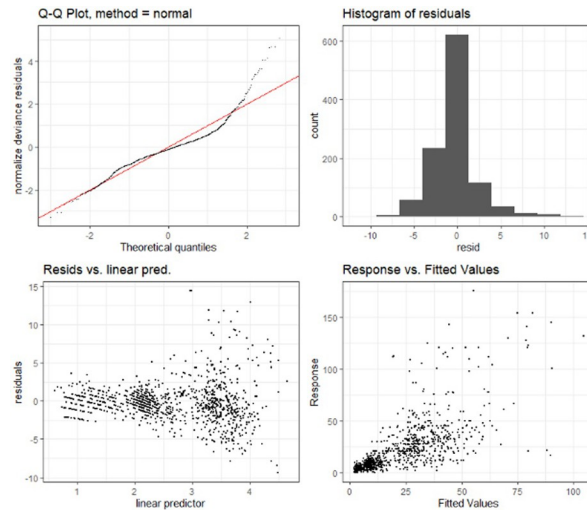 Q-Q Plot, method = normal
normalize deviance residuals
4
2
0
-2
-2
0
2
Theoretical quantiles
Histogram of residuals
count
600
400
200
0
-10
-5
0
5
10
resid
Resids vs. linear pred.
residuals
15
10
5
0
-5
-10
1
2
3
4
linear predictor
Response vs. Fitted Values
Response
150
100
50
0
0
25
50
75
100
Fitted Values